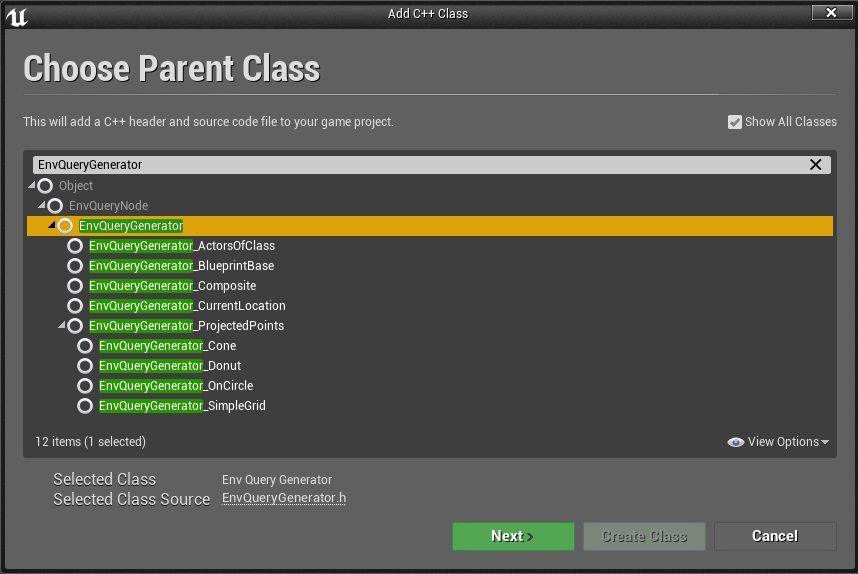 Add C++ Class
Choose Parent Class
This will add a C++ header and source code file to your game project.
Show All Classes
EnvQueryGenerator
Object
EnvQueryNode
EnvQueryGenerator
EnvQueryGenerator_ActorsOfClass
EnvQueryGenerator_BlueprintBase
EnvQueryGenerator_Composite
EnvQueryGenerator_CurrentLocation
EnvQueryGenerator_ProjectedPoints
EnvQueryGenerator_Cone
EnvQueryGenerator_Donut
EnvQueryGenerator_OnCircle
EnvQueryGenerator_SimpleGrid
12 items (1 selected)
View Options
Selected Class
Env Query Generator
Selected Class Source
EnvQueryGenerator.h
Next
Create Class
Cancel